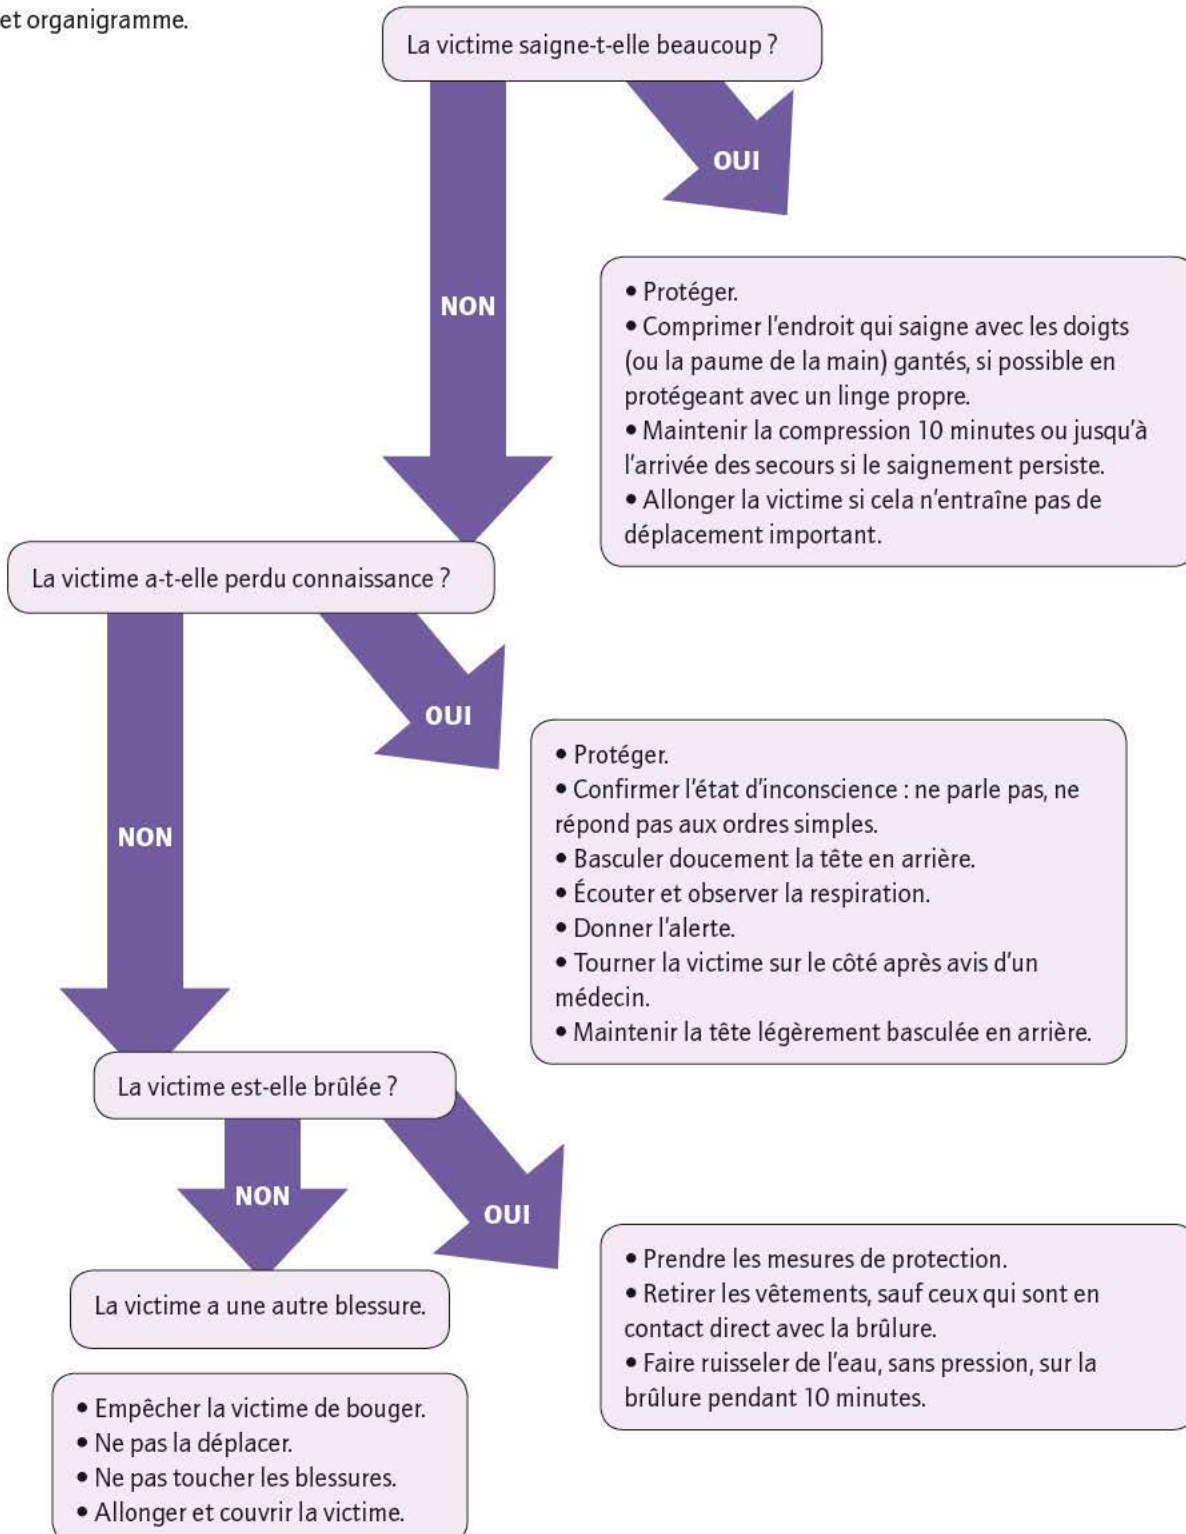 et organigramme.
La victime saigne-t-elle beaucoup ?
OUI
NON
• Protéger.
• Comprimer l'endroit qui saigne avec les doigts
(ou la paume de la main) gantés, si possible en
protégeant avec un linge propre.
• Maintenir la compression 10 minutes ou jusqu'à
l'arrivée des secours si le saignement persiste.
• Allonger la victime si cela n'entraîne pas de
déplacement important.
La victime a-t-elle perdu connaissance ?
OUI
NON
• Protéger.
• Confirmer l'état d'inconscience : ne parle pas, ne
répond pas aux ordres simples.
• Basculer doucement la tête en arrière.
• Écouter et observer la respiration.
• Donner l'alerte.
• Tourner la victime sur le côté après avis d'un
médecin.
• Maintenir la tête légèrement basculée en arrière.
La victime est-elle brûlée ?
NON
OUI
• Prendre les mesures de protection.
• Retirer les vêtements, sauf ceux qui sont en
contact direct avec la brûlure.
• Faire ruisseler de l'eau, sans pression, sur la
brûlure pendant 10 minutes.
La victime a une autre blessure.
• Empêcher la victime de bouger.
• Ne pas la déplacer.
• Ne pas toucher les blessures.
• Allonger et couvrir la victime.